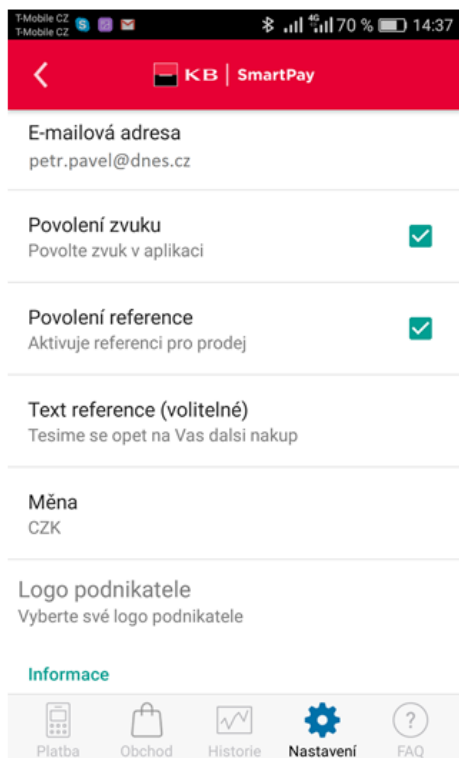 T-Mobile CZ
T-Mobile CZ
4G 70 % 14:37
KB | SmartPay
E-mailová adresa
petr.pavel@dnes.cz
Povolení zvuku
Povolte zvuk v aplikaci
Povolení reference
Aktivuje referenci pro prodej
Text reference (volitelné)
Tesime se opet na Vas dalsi nakup
Měna
CZK
Logo podnikatele
Vyberte své logo podnikatele
Informace
Platba Obchod Historie Nastavení FAQ